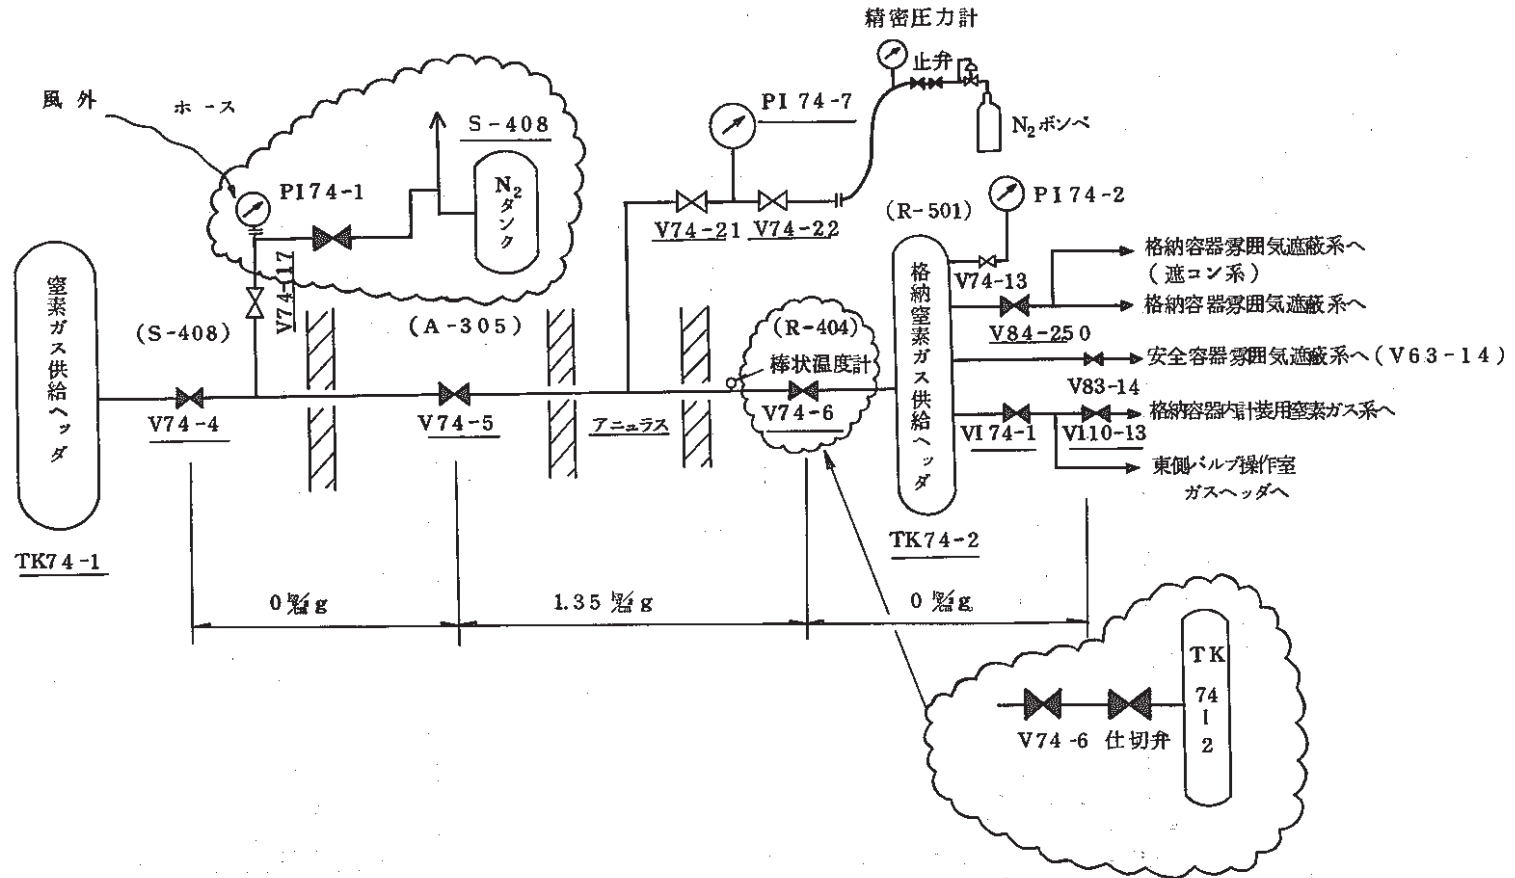 精密圧力計
止弁
N₂ボンベ
風 外
ホース
S-408
N₂タンク
PI74-1
V74-17
PI 74-7
V74-21
V74-22
(R-501)
PI74-2
V74-13
格納容器雰囲気遮蔽系へ
(遮コン系)
格納容器雰囲気遮蔽系へ
V84-250
安全容器雰囲気遮蔽系へ(V63-14)
V83-14
格納容器内計装用窒素ガス系へ
VI74-1
V110-13
東側バルブ操作室
ガスヘッダへ
窒素ガス供給ヘッダ
(S-408)
(A-305)
(R-404)
棒状温度計
格納窒素ガス供給ヘッダ
V74-4
V74-5
アニュラス
V74-6
TK74-1
TK74-2
0 ㎏/㎠g
1.35 ㎏/㎠g
0 ㎏/㎠g
TK
74
|
2
V74-6
仕切弁